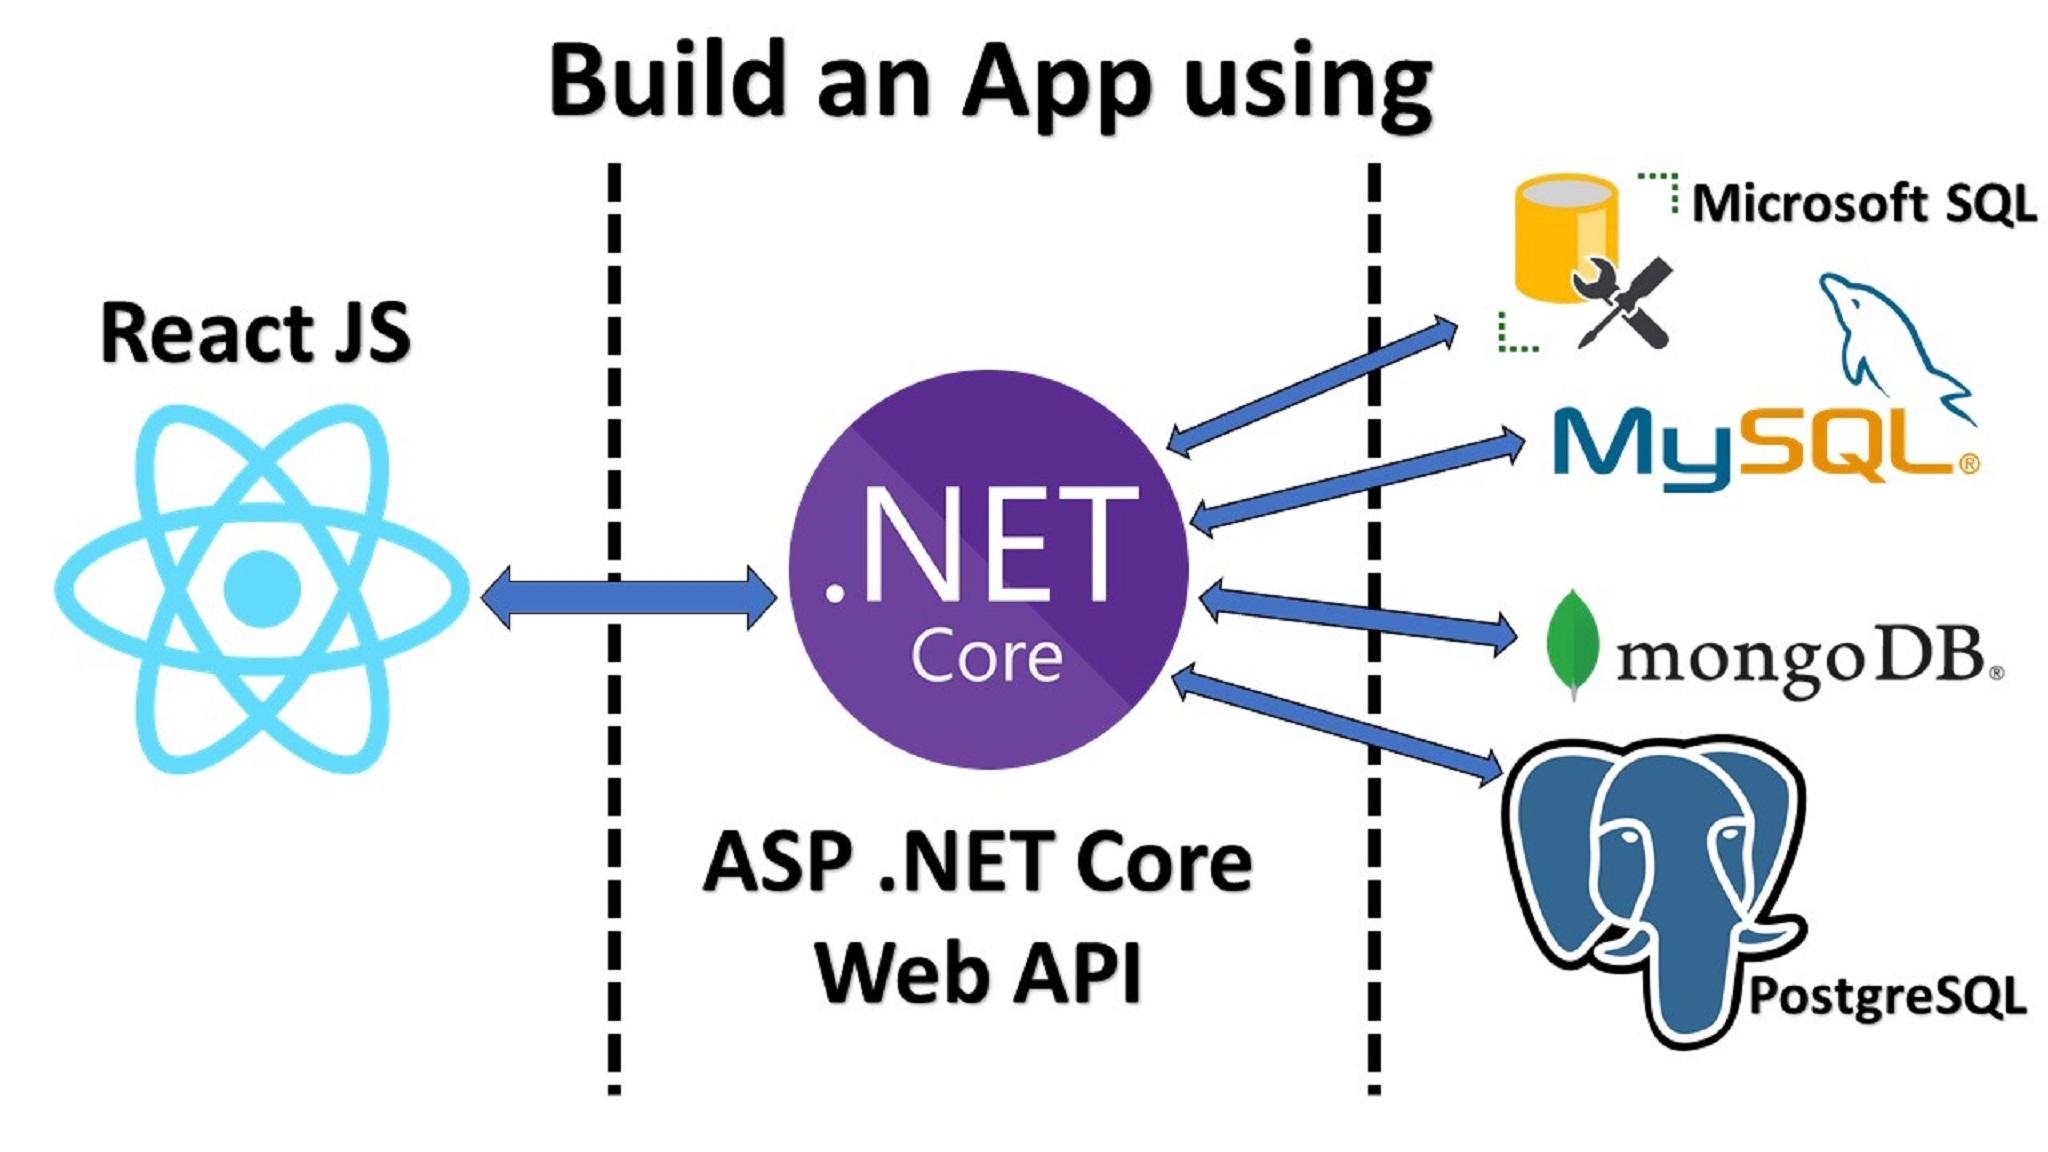 Build an App using
React JS
.NET
Core
ASP .NET Core
Web API
Microsoft SQL
MySQL®
mongoDB®
PostgreSQL